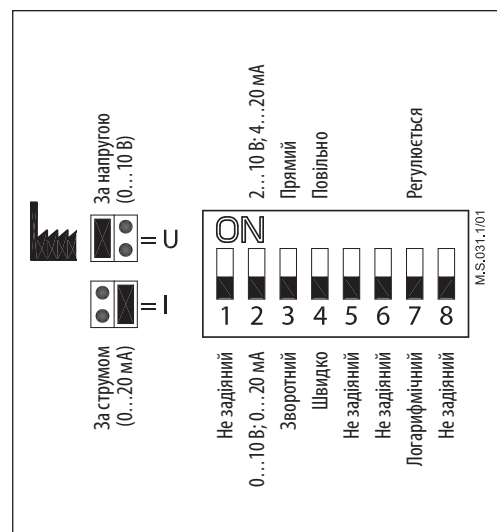 За напругою
(0… 10 В)
2… 10 В; 4…20 мА
Прямий
Повільно
Регулюється
= U
= I
ON
1 2 3 4 5 6 7 8
M.S.031.1/01
За струмом
(0…20 мА)
Не задіяний
0…10 В; 0…20 мА
Зворотний
Швидко
Не задіяний
Не задіяний
Логарифмічний
Не задіяний